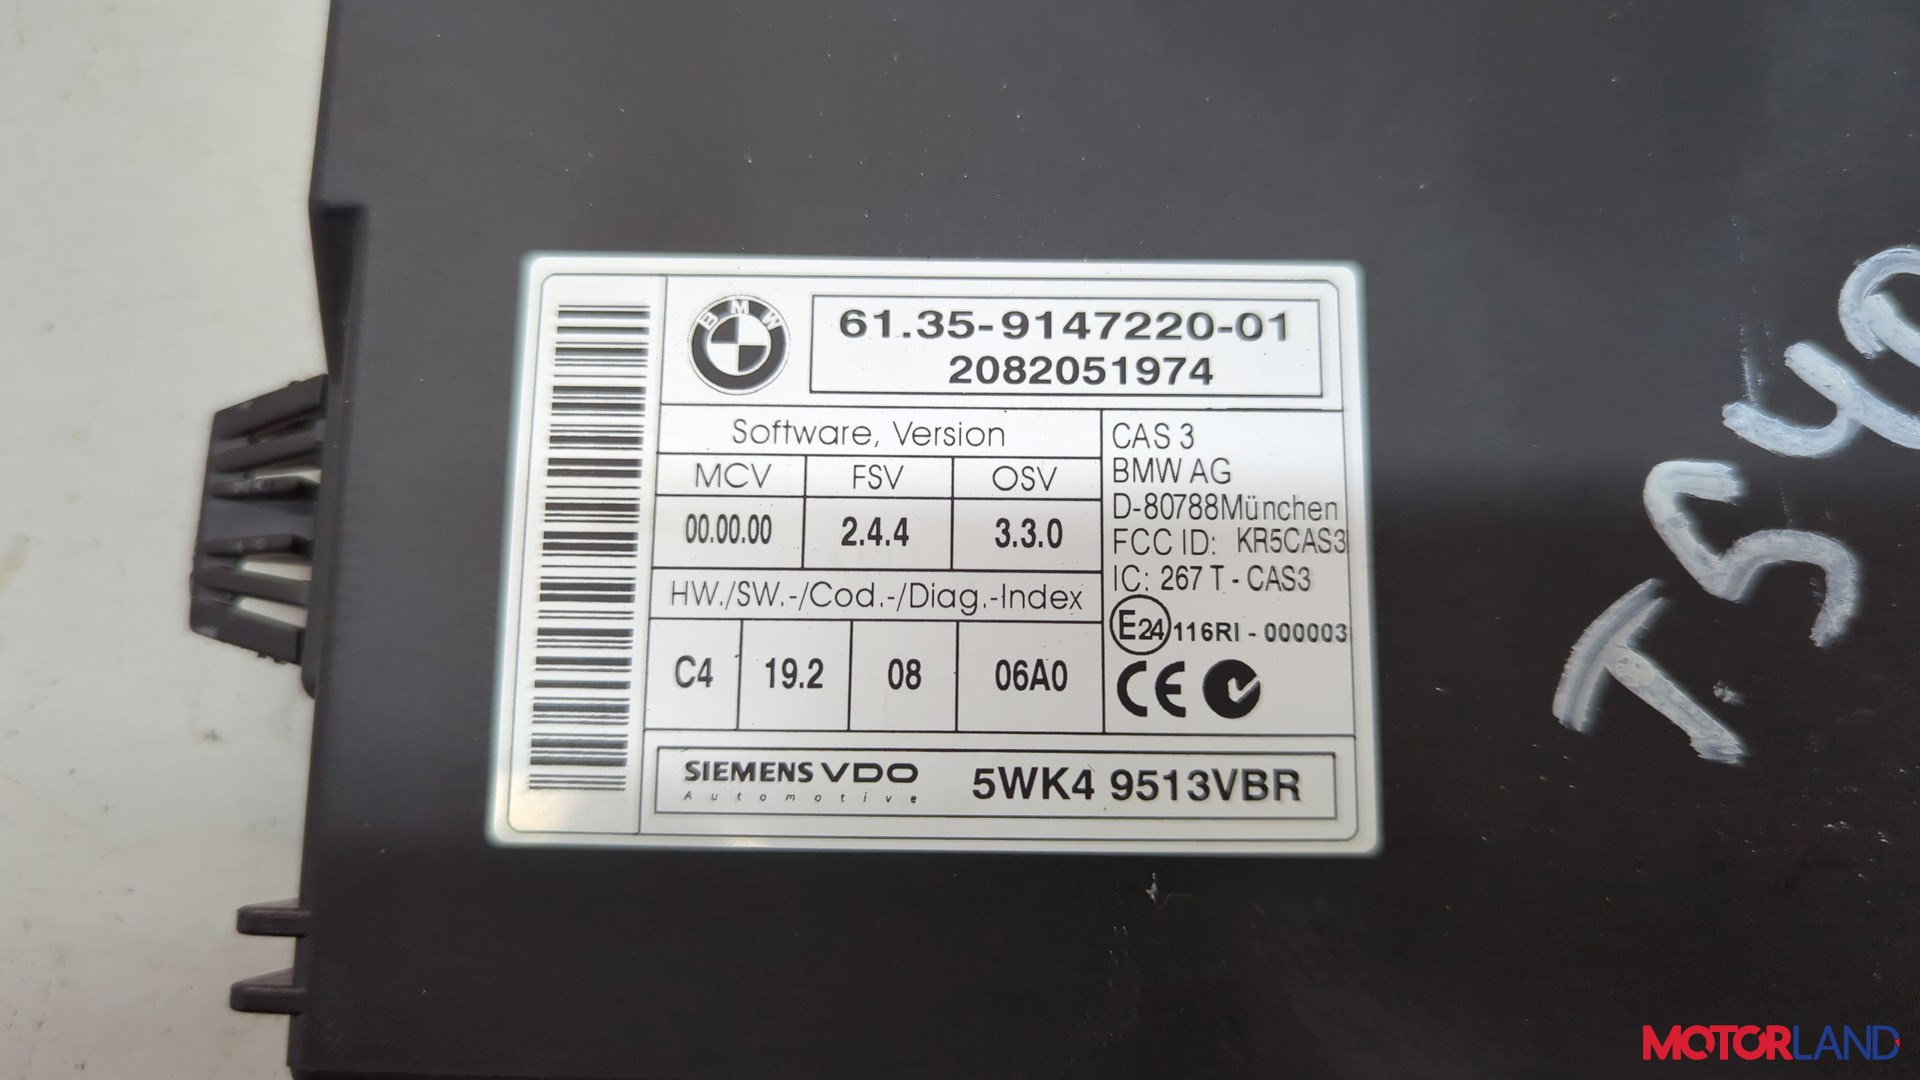 BMW
61.35-9147220-01
2082051974
Software, Version
MCV FSV OSV
00.00.00 2.4.4 3.3.0
HW./SW.-/Cod.-/Diag.-Index
C4 19.2 08 06A0
CAS 3
BMW AG
D-80788München
FCC ID: KR5CAS3
IC: 267 T - CAS3
E24 116RI - 000003
CE
SIEMENS VDO
Automotive
5WK4 9513VBR
T54
MOTORLAND